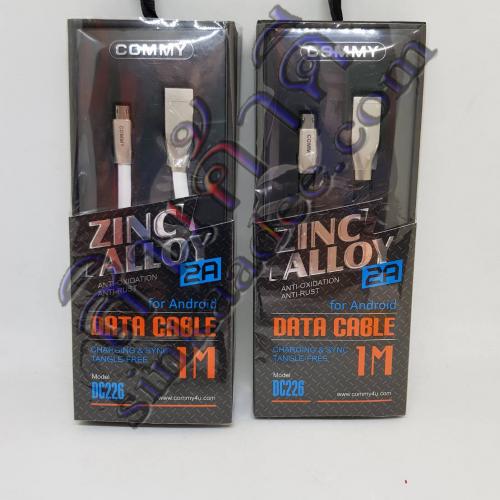 COMMY
COMMY
ZINC
ALLOY
2A
ANTI-OXIDATION
ANTI-RUST
for Android
DATA CABLE
CHARGING & SYNC
TANGLE-FREE
1M
Model
DC226
www.commy4u.com
COMMY
COMMY
ZINC
ALLOY
2A
ANTI-OXIDATION
ANTI-RUST
for Android
DATA CABLE
CHARGING & SYNC
TANGLE-FREE
1M
Model
DC226
www.commy4u.com